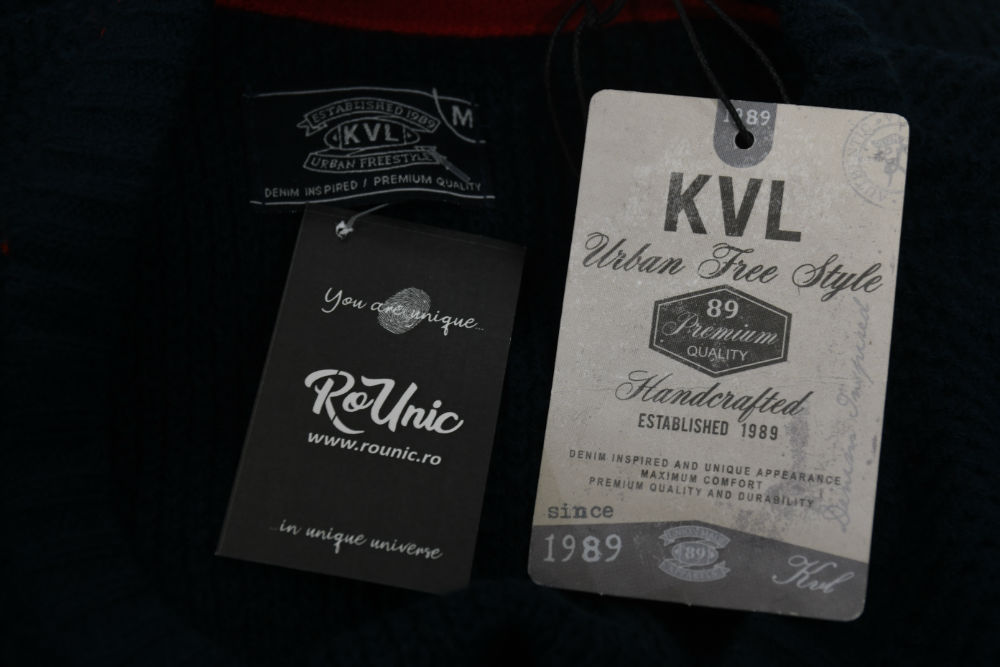 ESTABLISHED 1989
M
KVL
URBAN FREESTYLE
DENIM INSPIRED / PREMIUM QUALITY
You are unique...
RoUnic
www.rounic.ro
...in unique universe
1989
KVL
Urban Free Style
89
Premium
QUALITY
Handcrafted
ESTABLISHED 1989
DENIM INSPIRED AND UNIQUE APPEARANCE
MAXIMUM COMFORT
PREMIUM QUALITY AND DURABILITY
Denim Inspired
since
1989
89
Kvl